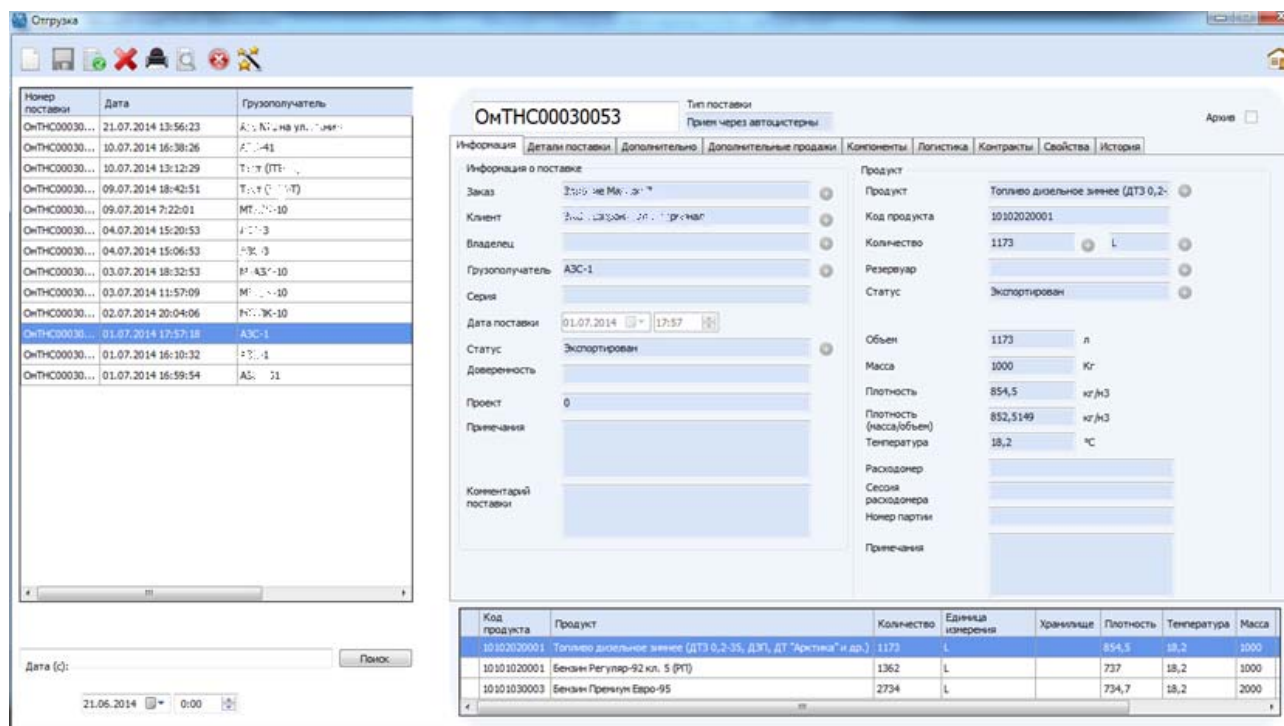 Отгрузка
Номер поставки Дата Грузополучатель
ОмТНС00030... 21.07.2014 13:56:23
ОмТНС00030... 10.07.2014 16:38:26
ОмТНС00030... 10.07.2014 13:12:29
ОмТНС00030... 09.07.2014 18:42:51
ОмТНС00030... 09.07.2014 7:22:01
ОмТНС00030... 04.07.2014 15:20:53
ОмТНС00030... 04.07.2014 15:06:53
ОмТНС00030... 03.07.2014 18:32:53
ОмТНС00030... 03.07.2014 11:57:09
ОмТНС00030... 02.07.2014 20:04:06
ОмТНС00030... 01.07.2014 17:57:18 АЗС-1
ОмТНС00030... 01.07.2014 16:10:32
ОмТНС00030... 01.07.2014 16:59:54
Дата (с): Поиск
21.06.2014 0:00
ОмТНС00030053
Тип поставки
Прием через автоцистерны
Архив
Информация Детали поставки Дополнительно Дополнительные продажи Компоненты Логистика Контракты Свойства История
Информация о поставке
Заказ
Клиент
Владелец
Грузополучатель АЗС-1
Серия
Дата поставки 01.07.2014 17:57
Статус Экспортирован
Доверенность
Проект 0
Примечания
Комментарий
поставки
Продукт
Продукт Топливо дизельное зимнее (ДТЗ 0,2-
Код продукта 10102020001
Количество 1173 L
Резервуар
Статус Экспортирован
Объем 1173 л
Масса 1000 Кг
Плотность 854,5 кг/м3
Плотность
(масса/объем) 852,5149 кг/м3
Температура 18,2 °C
Расходомер
Сессия
расходомера
Номер партии
Примечания
Код продукта Продукт Количество Единица измерения Хранилище Плотность Температура Масса
10102020001 Топливо дизельное зимнее (ДТЗ 0,2-35, ДЗП, ДТ "Арктика" и др.) 1173 L 854,5 18,2 1000
10101020001 Бензин Регуляр-92 кл. 5 (РП) 1362 L 737 18,2 1000
10101030003 Бензин Премиум Евро-95 2734 L 734,7 18,2 2000